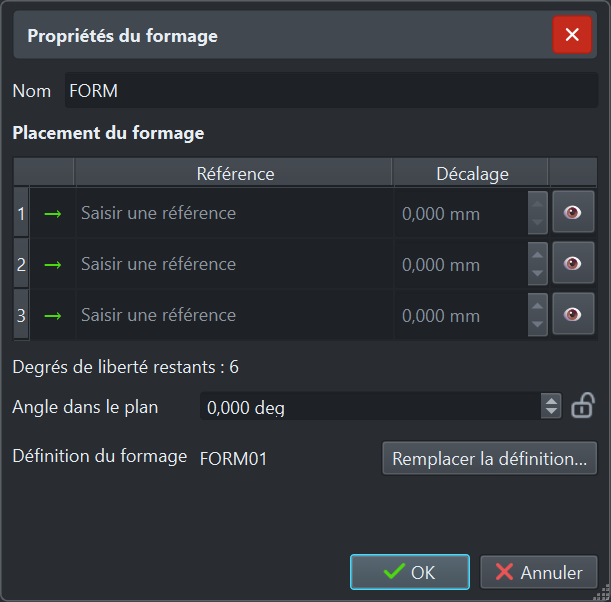 Propriétés du formage
Nom FORM
Placement du formage
Référence Décalage
1 → Saisir une référence 0,000 mm
2 → Saisir une référence 0,000 mm
3 → Saisir une référence 0,000 mm
Degrés de liberté restants : 6
Angle dans le plan 0,000 deg
Définition du formage FORM01 Remplacer la définition...
OK Annuler